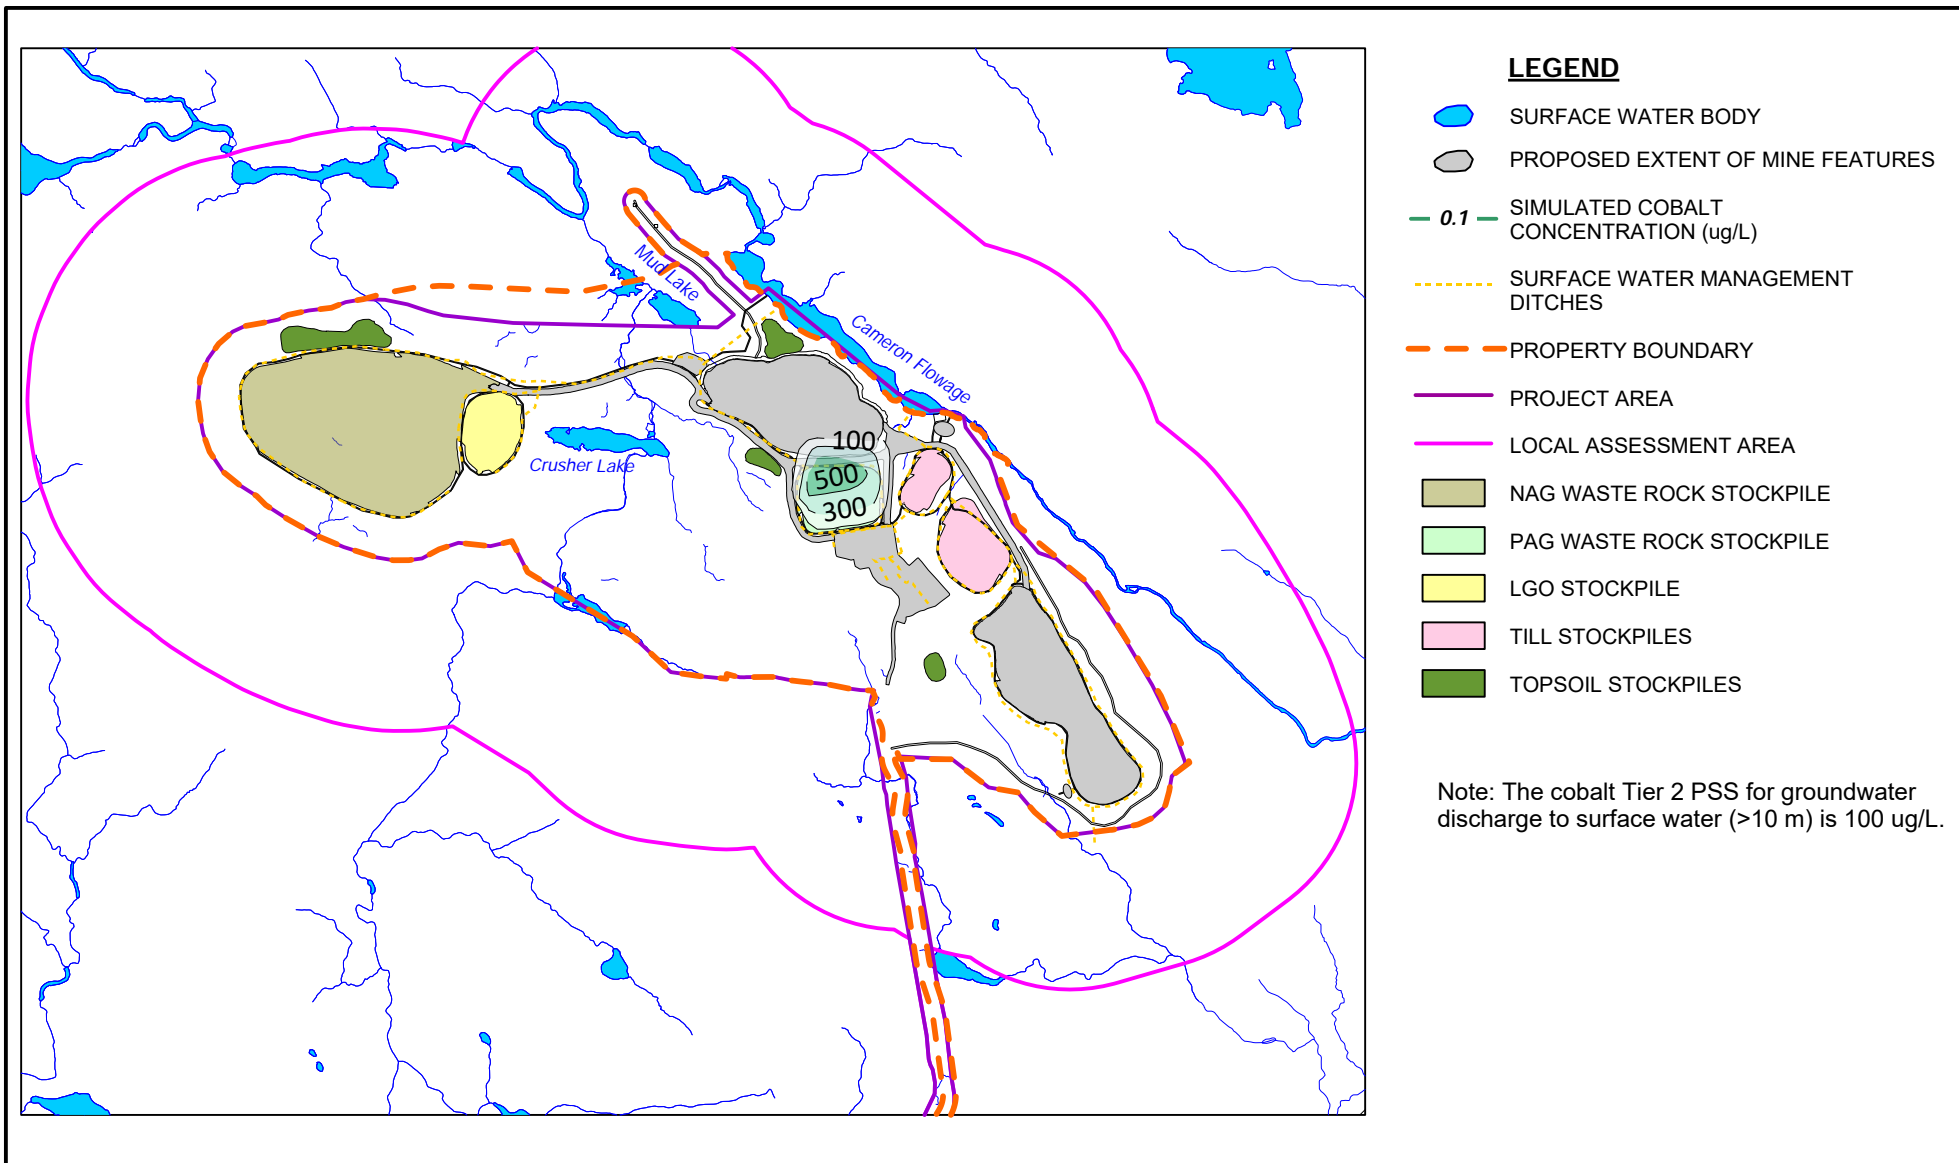 LEGEND
SURFACE WATER BODY
PROPOSED EXTENT OF MINE FEATURES
0.1
SIMULATED COBALT
CONCENTRATION (ug/L)
SURFACE WATER MANAGEMENT
DITCHES
PROPERTY BOUNDARY
PROJECT AREA
LOCAL ASSESSMENT AREA
NAG WASTE ROCK STOCKPILE
PAG WASTE ROCK STOCKPILE
LGO STOCKPILE
TILL STOCKPILES
TOPSOIL STOCKPILES
Note: The cobalt Tier 2 PSS for groundwater
discharge to surface water (>10 m) is 100 ug/L.
Mud Lake
Cameron Flowage
Crusher Lake
100
500
300